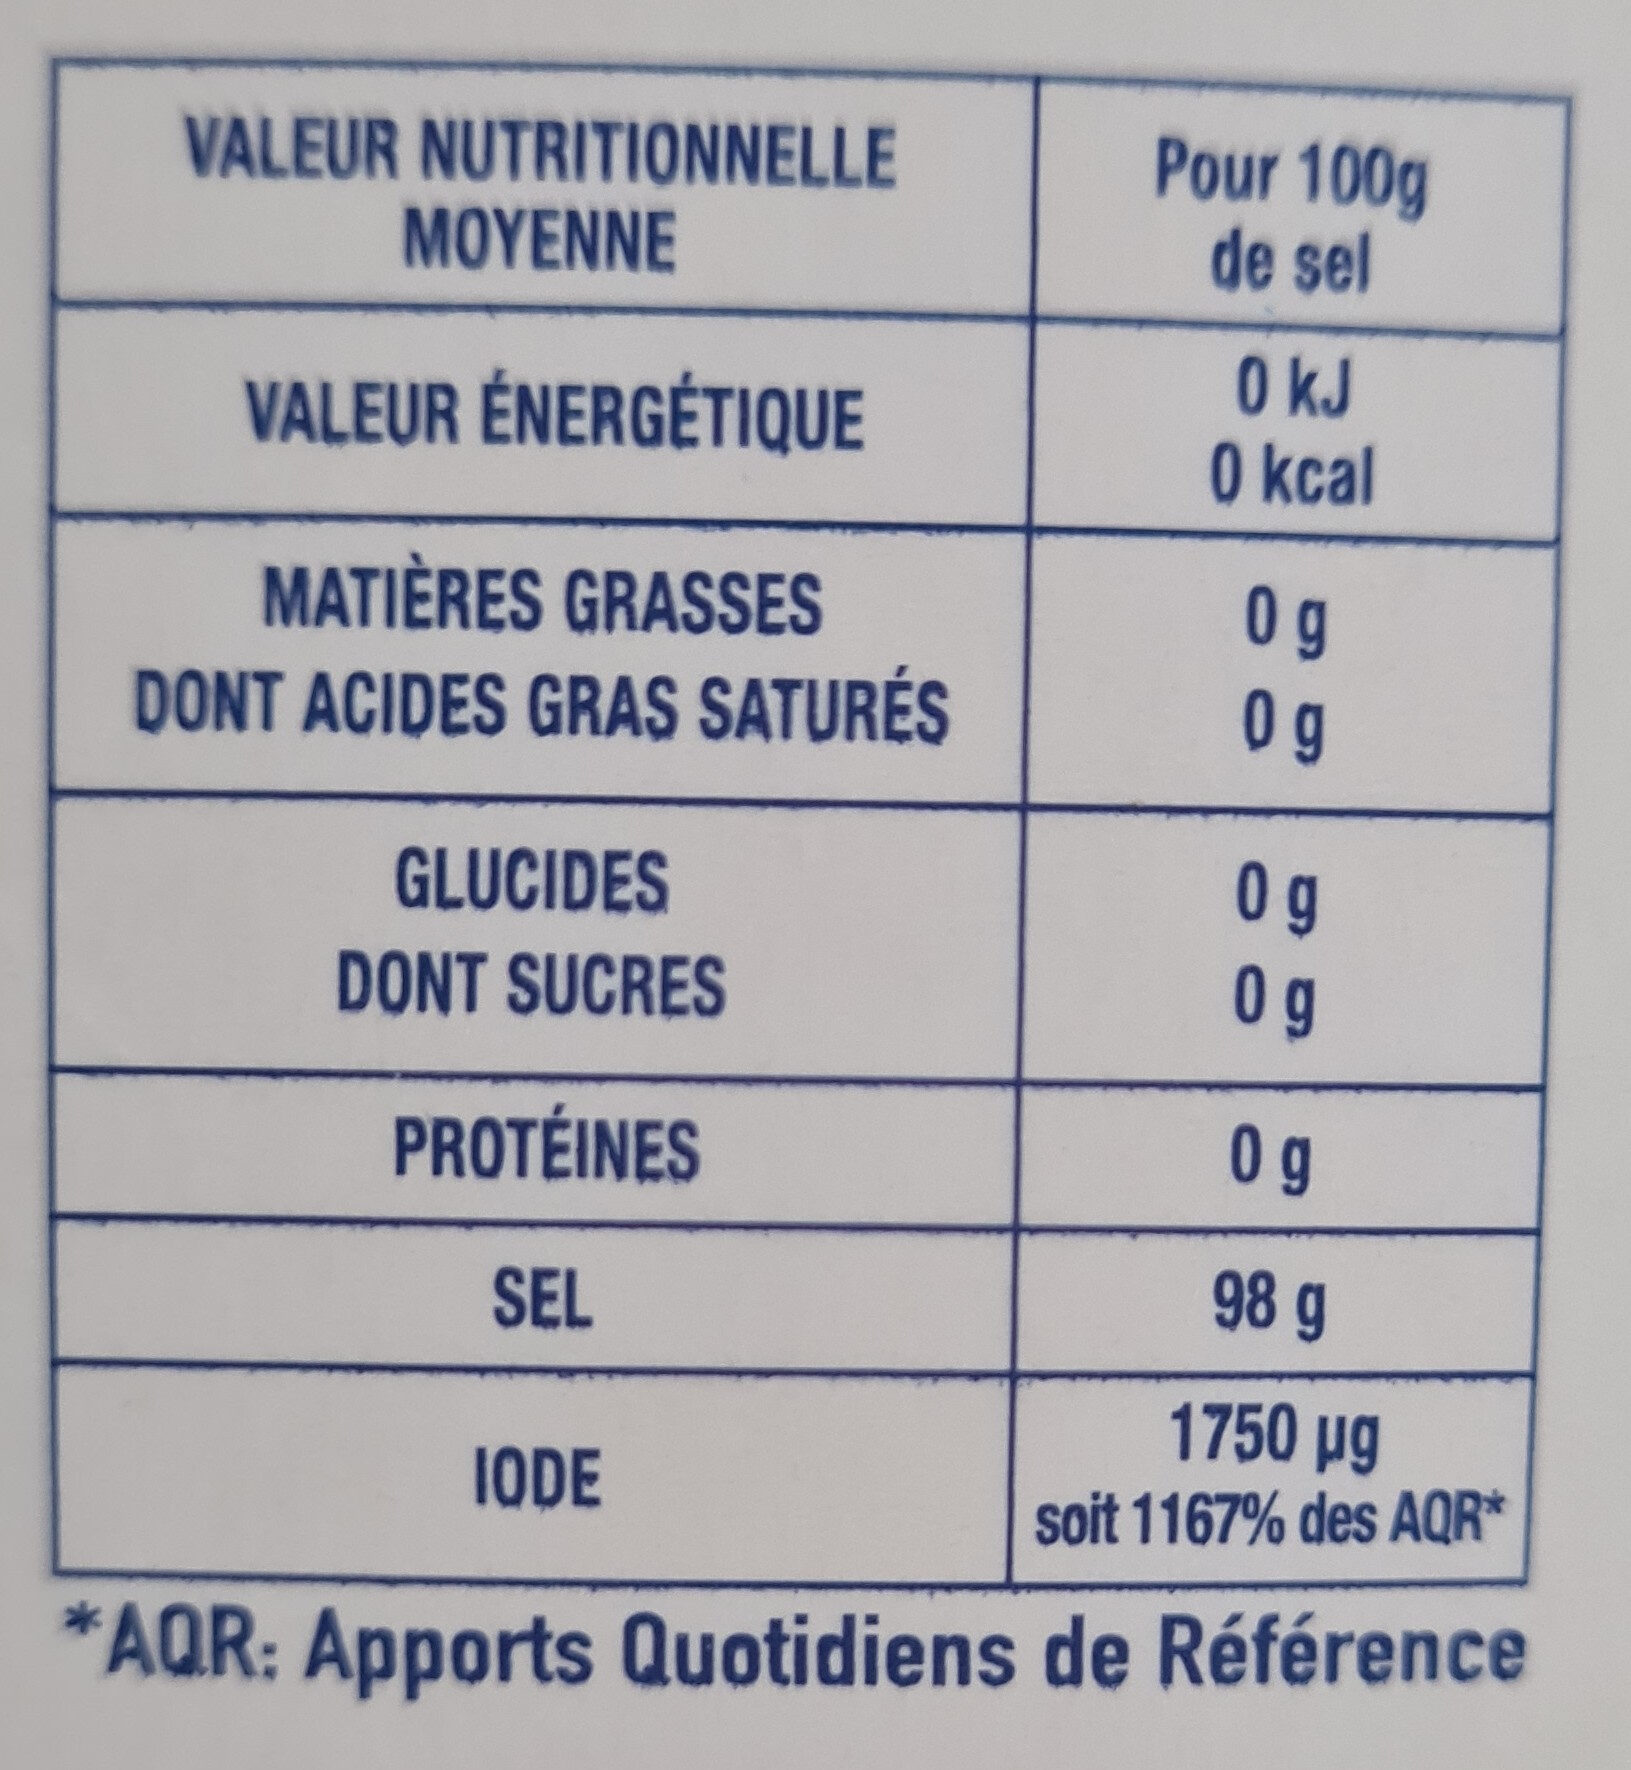 VALEUR NUTRITIONNELLE
MOYENNE
Pour 100g
de sel
VALEUR ÉNERGÉTIQUE
0 kJ
0 kcal
MATIÈRES GRASSES
0 g
DONT ACIDES GRAS SATURÉS
0 g
GLUCIDES
0 g
DONT SUCRES
0 g
PROTÉINES
0 g
SEL
98 g
IODE
1750 µg
soit 1167% des AQR*
*AQR: Apports Quotidiens de Référence